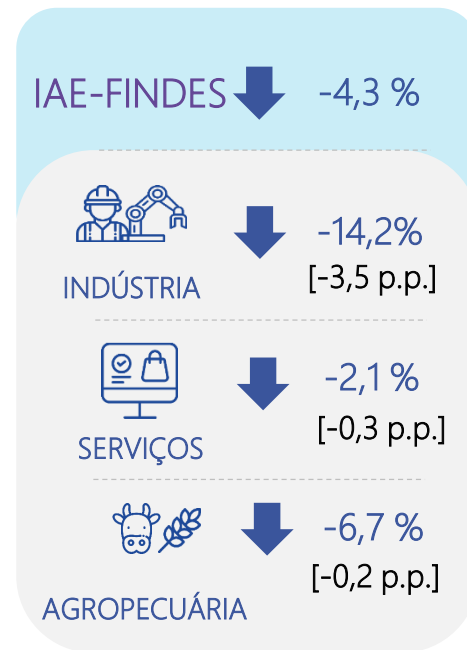 IAE-FINDES -4,3 %
-14,2%
INDÚSTRIA [-3,5 p.p.]
-2,1 %
SERVIÇOS [-0,3 p.p.]
-6,7 %
[-0,2 p.p.]
AGROPECUÁRIA